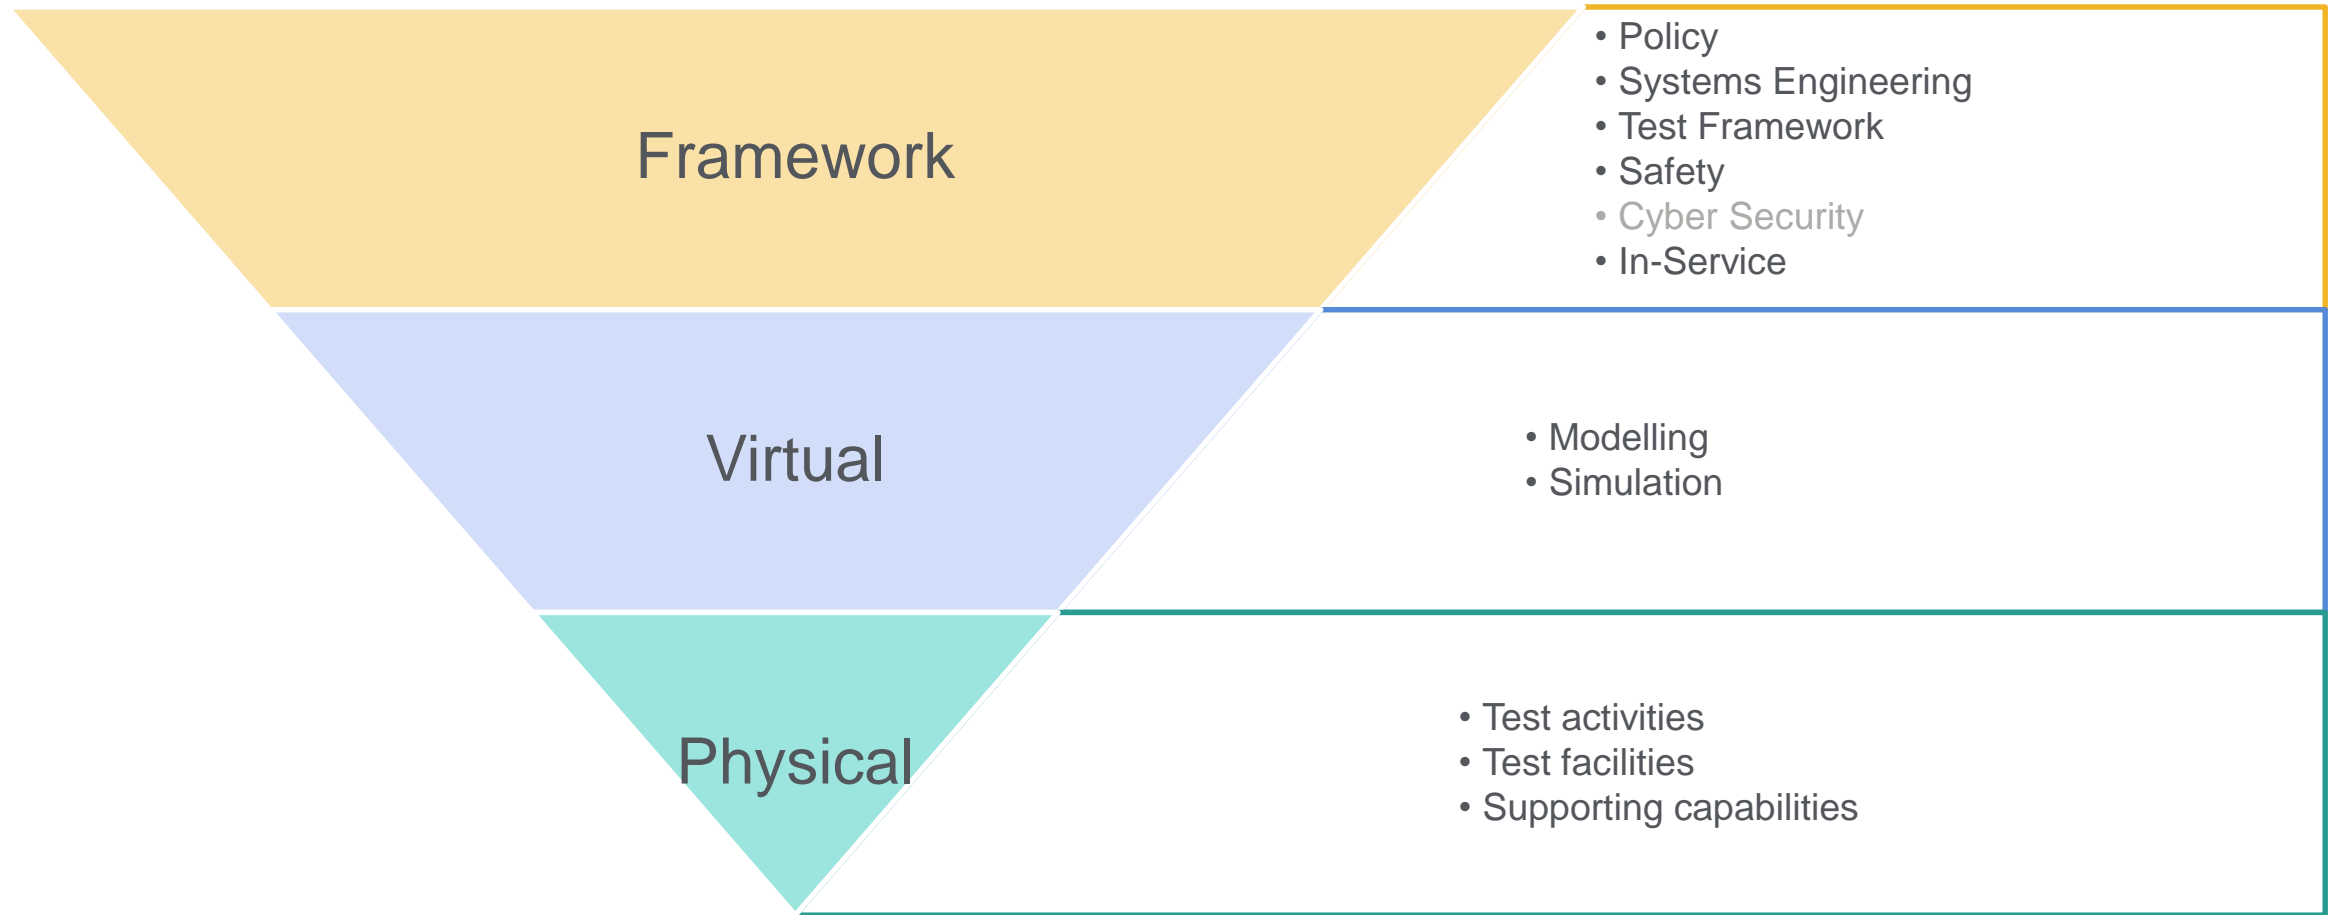 Framework
• Policy
• Systems Engineering
• Test Framework
• Safety
• Cyber Security
• In-Service
Virtual
• Modelling
• Simulation
Physical
• Test activities
• Test facilities
• Supporting capabilities